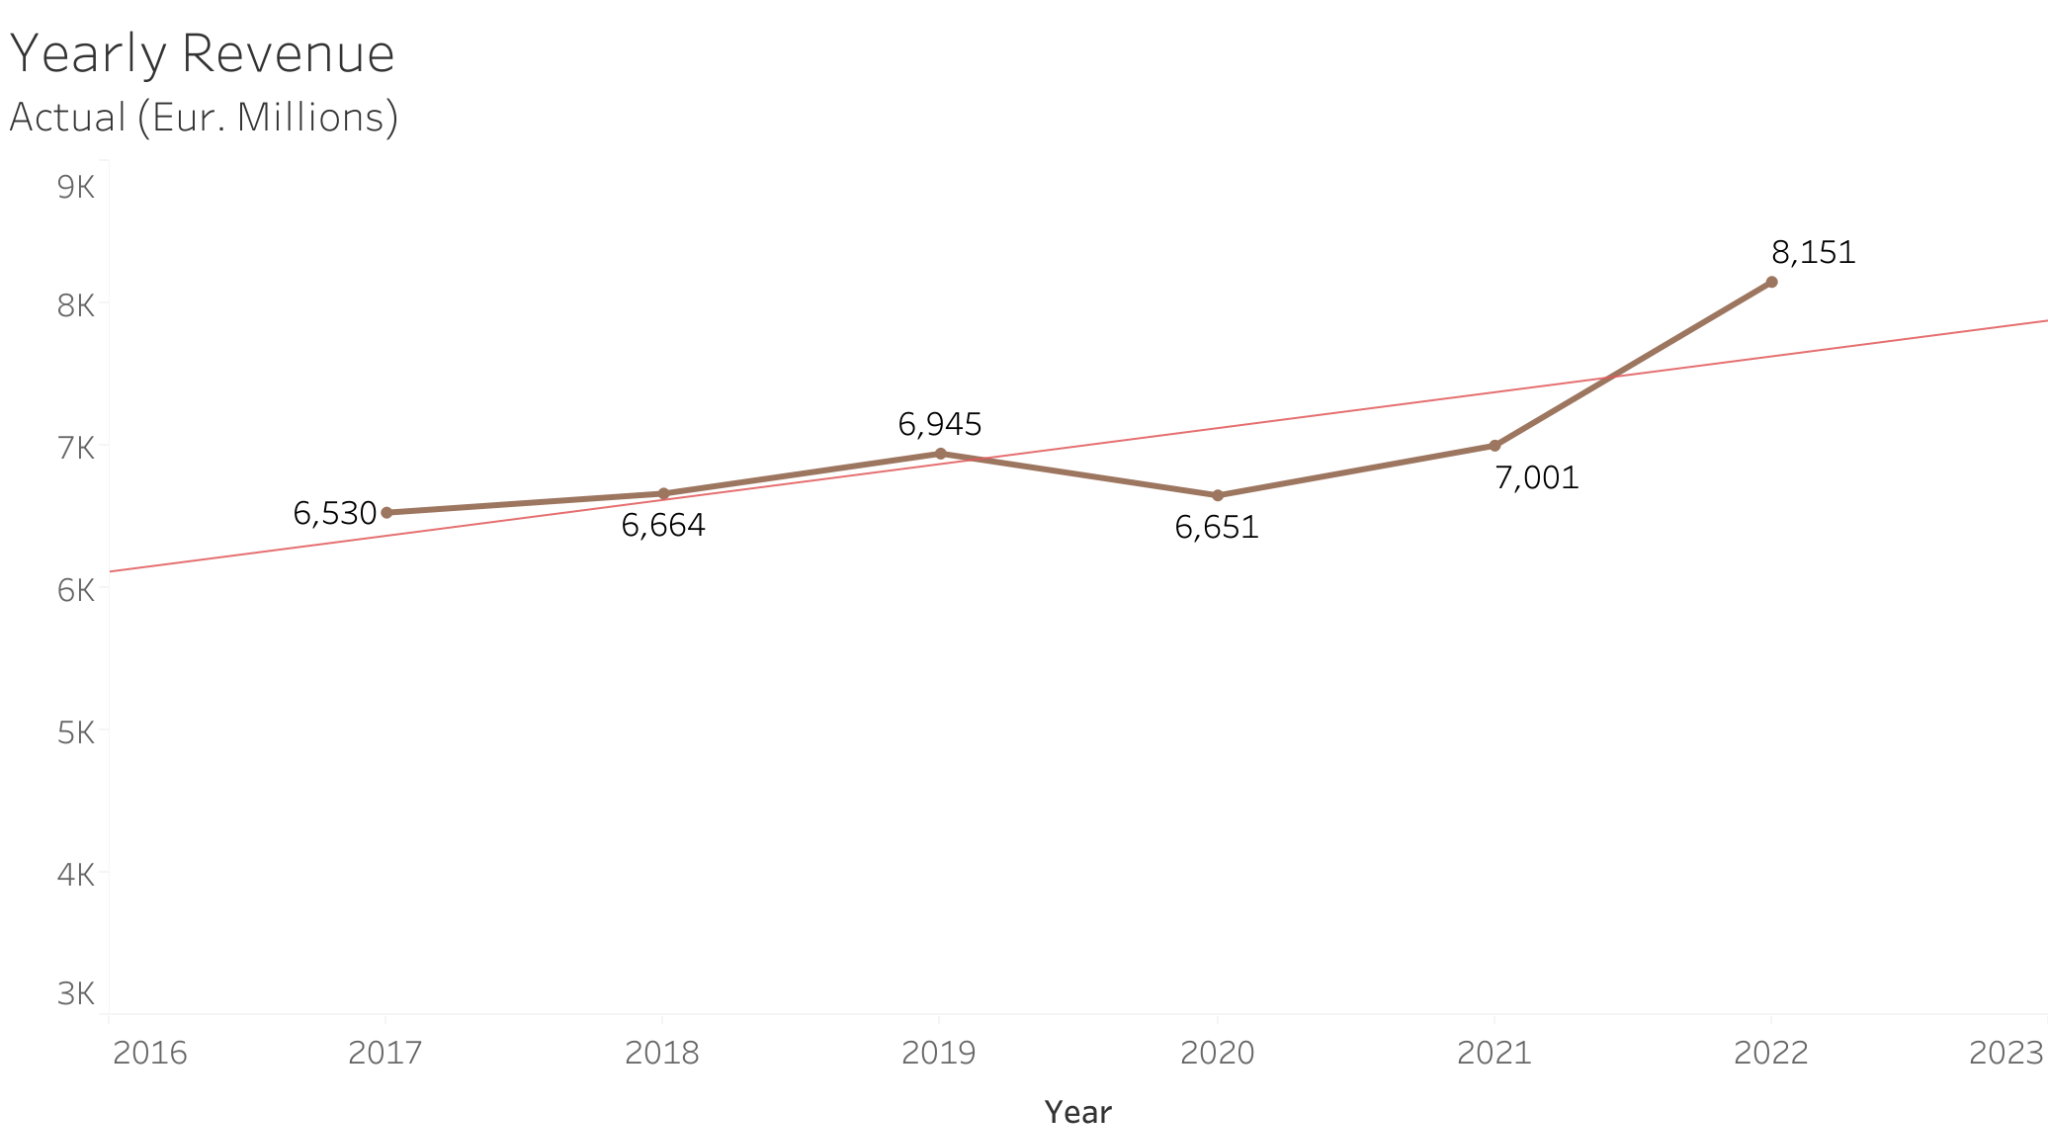 Yearly Revenue
Actual (Eur. Millions)
9K
8K
7K
6K
5K
4K
3K
6,530
6,664
6,945
6,651
7,001
8,151
2016 2017 2018 2019 2020 2021 2022 2023
Year